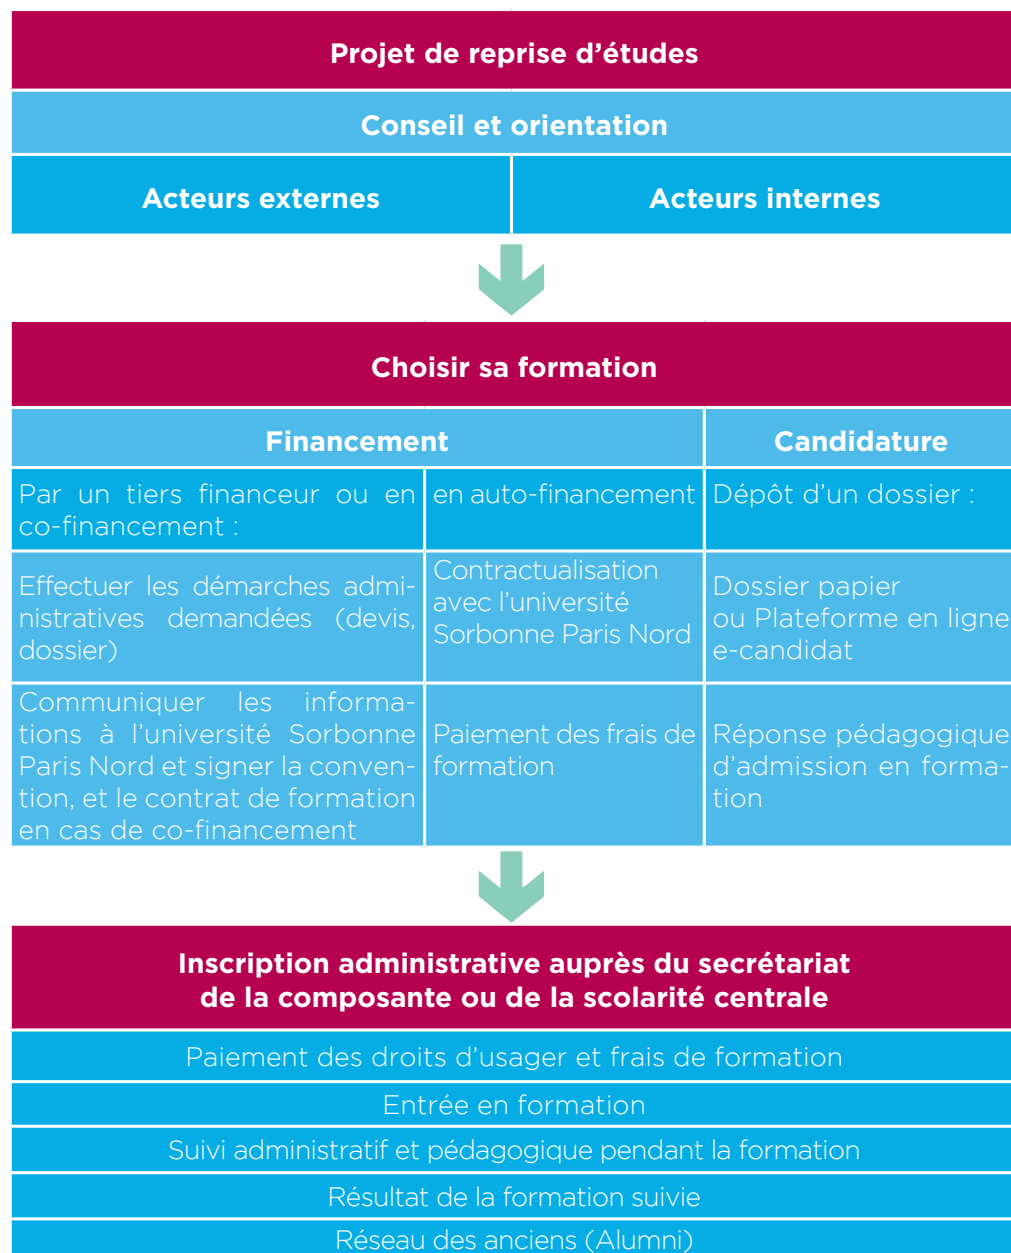 Projet de reprise d'études
Conseil et orientation
Acteurs externes
Acteurs internes
Choisir sa formation
Financement
Candidature
Par un tiers financeur ou en
co-financement :
en auto-financement
Dépôt d'un dossier :
Effectuer les démarches admi-
nistratives demandées (devis,
dossier)
Contractualisation
avec l'université
Sorbonne Paris Nord
Dossier papier
ou Plateforme en ligne
e-candidat
Communiquer les informa-
tions à l'université Sorbonne
Paris Nord et signer la conven-
tion, et le contrat de formation
en cas de co-financement
Paiement des frais de
formation
Réponse pédagogique
d'admission en forma-
tion
Inscription administrative auprès du secrétariat
de la composante ou de la scolarité centrale
Paiement des droits d'usager et frais de formation
Entrée en formation
Suivi administratif et pédagogique pendant la formation
Résultat de la formation suivie
Réseau des anciens (Alumni)